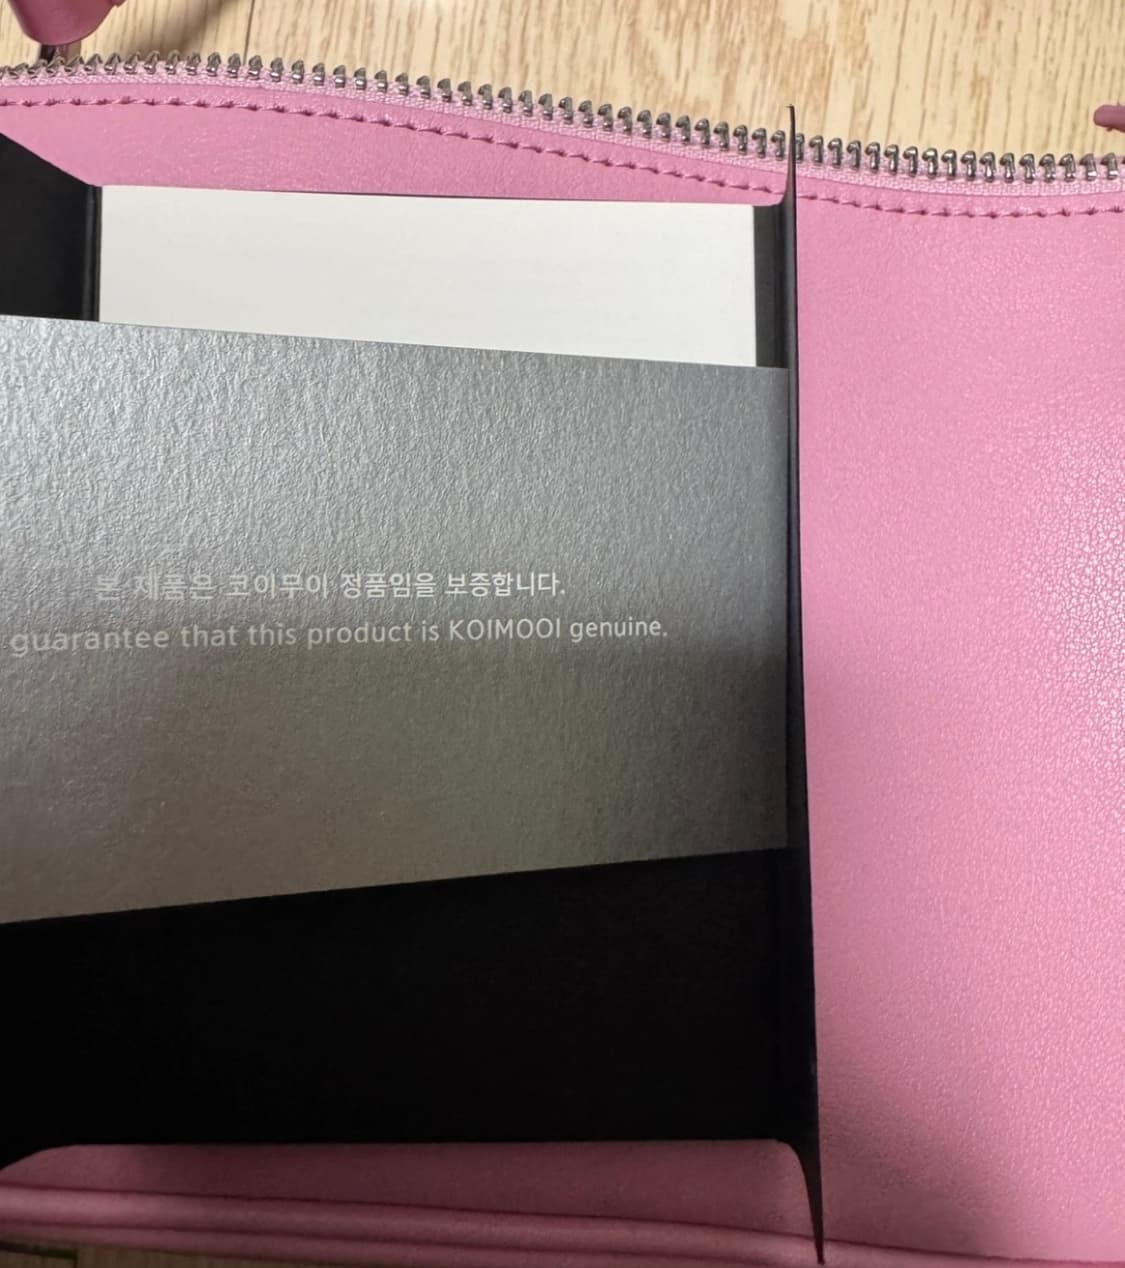 본 제품은 코이무이 정품임을 보증합니다.
guarantee that this product is KOIMOOI genuine.